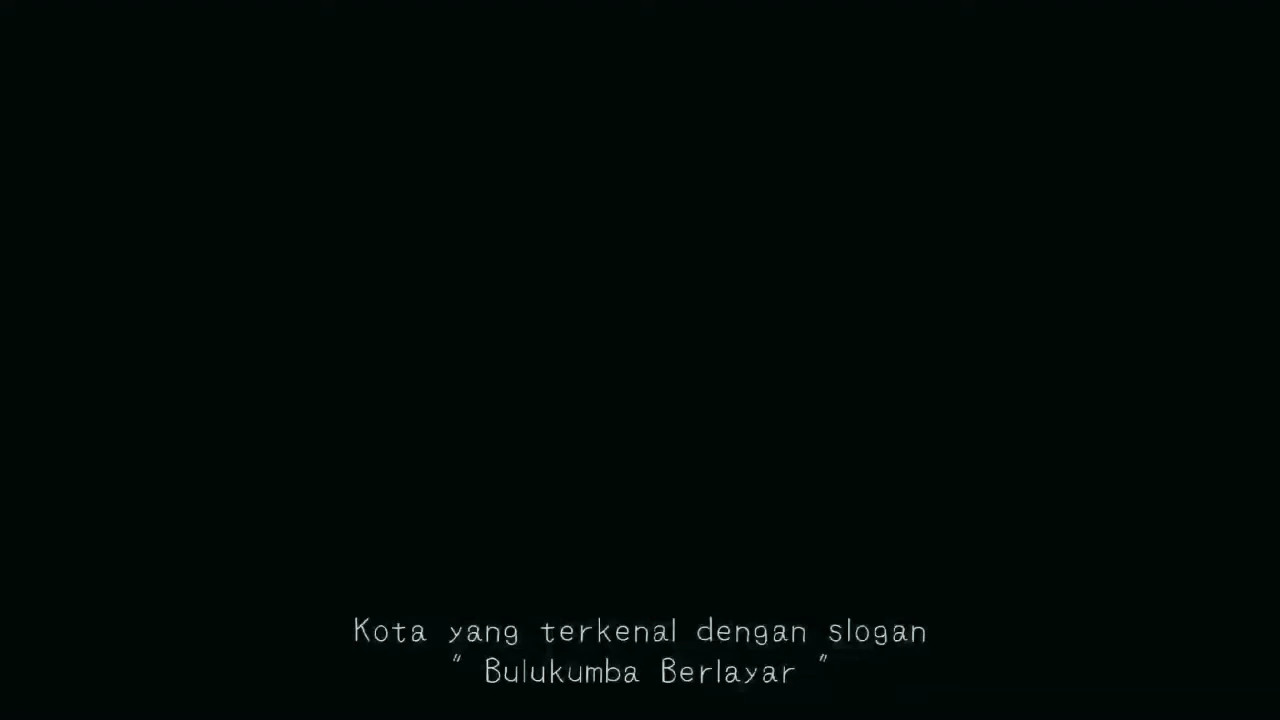 Kota yang terkenal dengan slogan
" Bulukumba Berlayar "